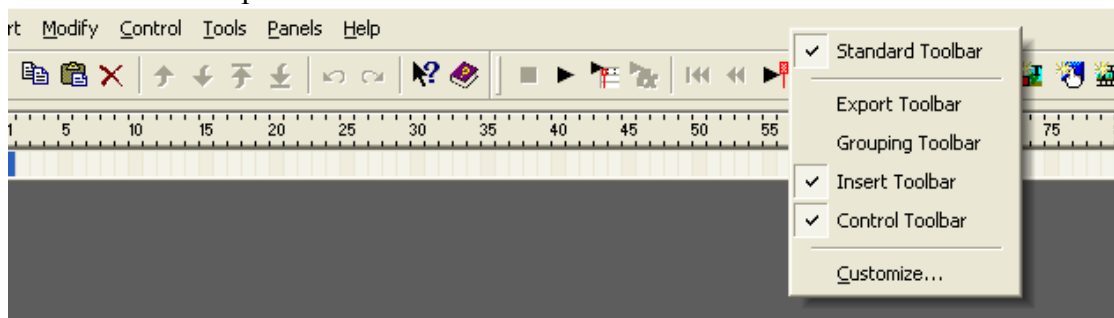 rt Modify Control Tools Panels Help
Standard Toolbar
Export Toolbar
Grouping Toolbar
Insert Toolbar
Control Toolbar
Customize...
1 5 10 15 20 25 30 35 40 45 50 55 75